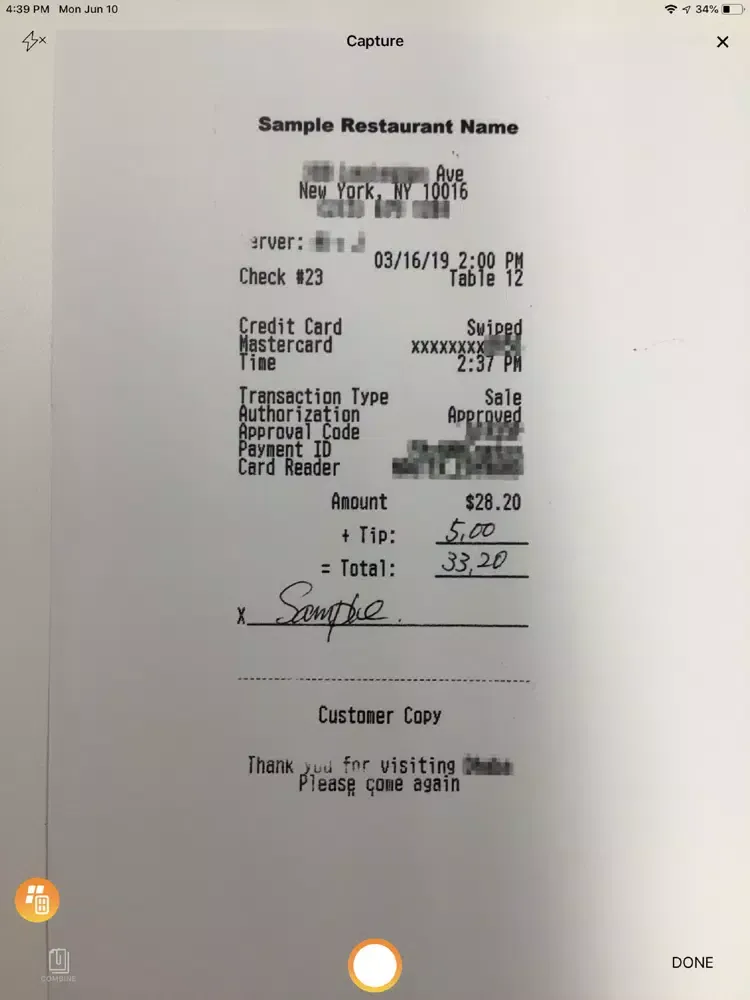 4:39 PM Mon Jun 10 34%
Capture
Sample Restaurant Name
Ave
New York, NY 10016
erver:
03/16/19 2:00 PM
Check #23 Table 12
Credit Card Swiped
Mastercard xxxxxxxx
Time 2:37 PM
Transaction Type Sale
Authorization Approved
Approval Code
Payment ID
Card Reader
Amount $28.20
+ Tip: 5,00
= Total: 33,20
X Sample.
Customer Copy
Thank you for visiting
Please come again
COMBINE
DONE